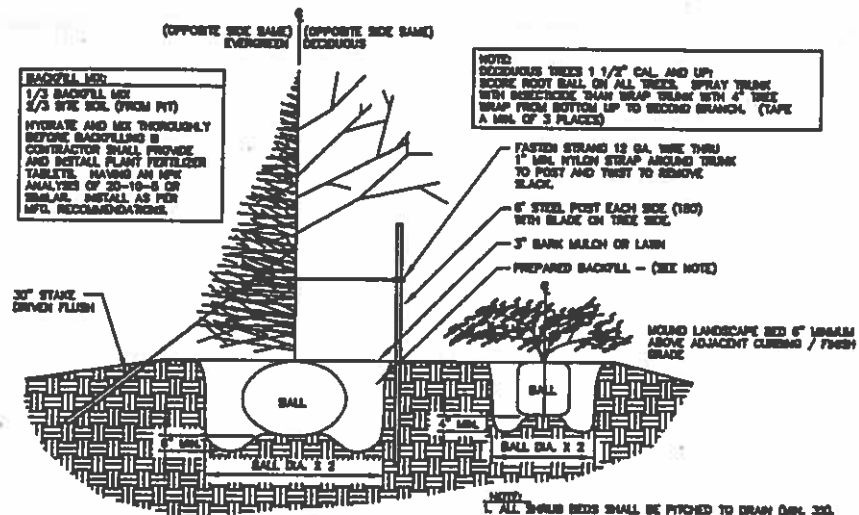 (OPPOSITE SIDE SAME) (OPPOSITE SIDE SAME)
EVERGREEN DECIDUOUS
BACKFILL MIX:
1/3 BACKFILL MIX
2/3 SITE SOIL (FROM PIT)
HYDRATE AND MIX THOROUGHLY
BEFORE BACKFILLING IN
CONTRACTOR SHALL PROVIDE
AND INSTALL PLANT FERTILIZER
TABLETS. HAVING AN NPK
ANALYSIS OF 20-10-5 OR
SIMILAR. INSTALL AS PER
MFG. RECOMMENDATIONS.
NOTE:
DECIDUOUS TREES 1 1/2" CAL. AND UP:
SCORE ROOT BALL ON ALL TREES. SPRAY TRUNK
WITH INSECTICIDE THAN WRAP TRUNK WITH 4" TREE
WRAP FROM BOTTOM UP TO SECOND BRANCH. (TAPE
A MIN. OF 3 PLACES)
FASTEN STRAND 12 GA. WIRE THRU
1" MIN. NYLON STRAP AROUND TRUNK
TO POST AND TWIST TO REMOVE
SLACK.
6' STEEL POST EACH SIDE (180)
WITH BLADE ON TREE SIDE.
3" BARK MULCH OR LAWN
PREPARED BACKFILL - (SEE NOTE)
30" STAKE
DRIVEN FLUSH
MOUND LANDSCAPE BED 6" MINIMUM
ABOVE ADJACENT CURBING / FINISH
GRADE
BALL
BALL
6" MIN.
4" MIN.
BALL DIA. X 2
BALL DIA. X 2
NOTE:
1. ALL SHRUB BEDS SHALL BE PITCHED TO DRAIN (MIN.